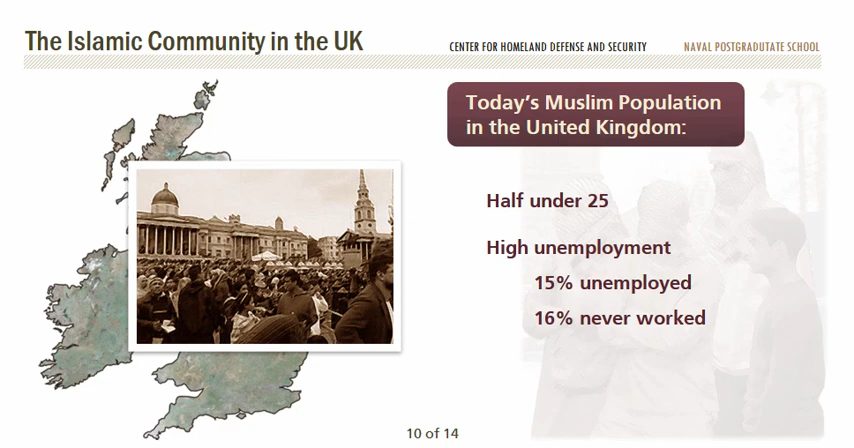 The Islamic Community in the UK
CENTER FOR HOMELAND DEFENSE AND SECURITY
NAVAL POSTGRADUTATE SCHOOL
Today's Muslim Population
in the United Kingdom:
Half under 25
High unemployment
15% unemployed
16% never worked
10 of 14